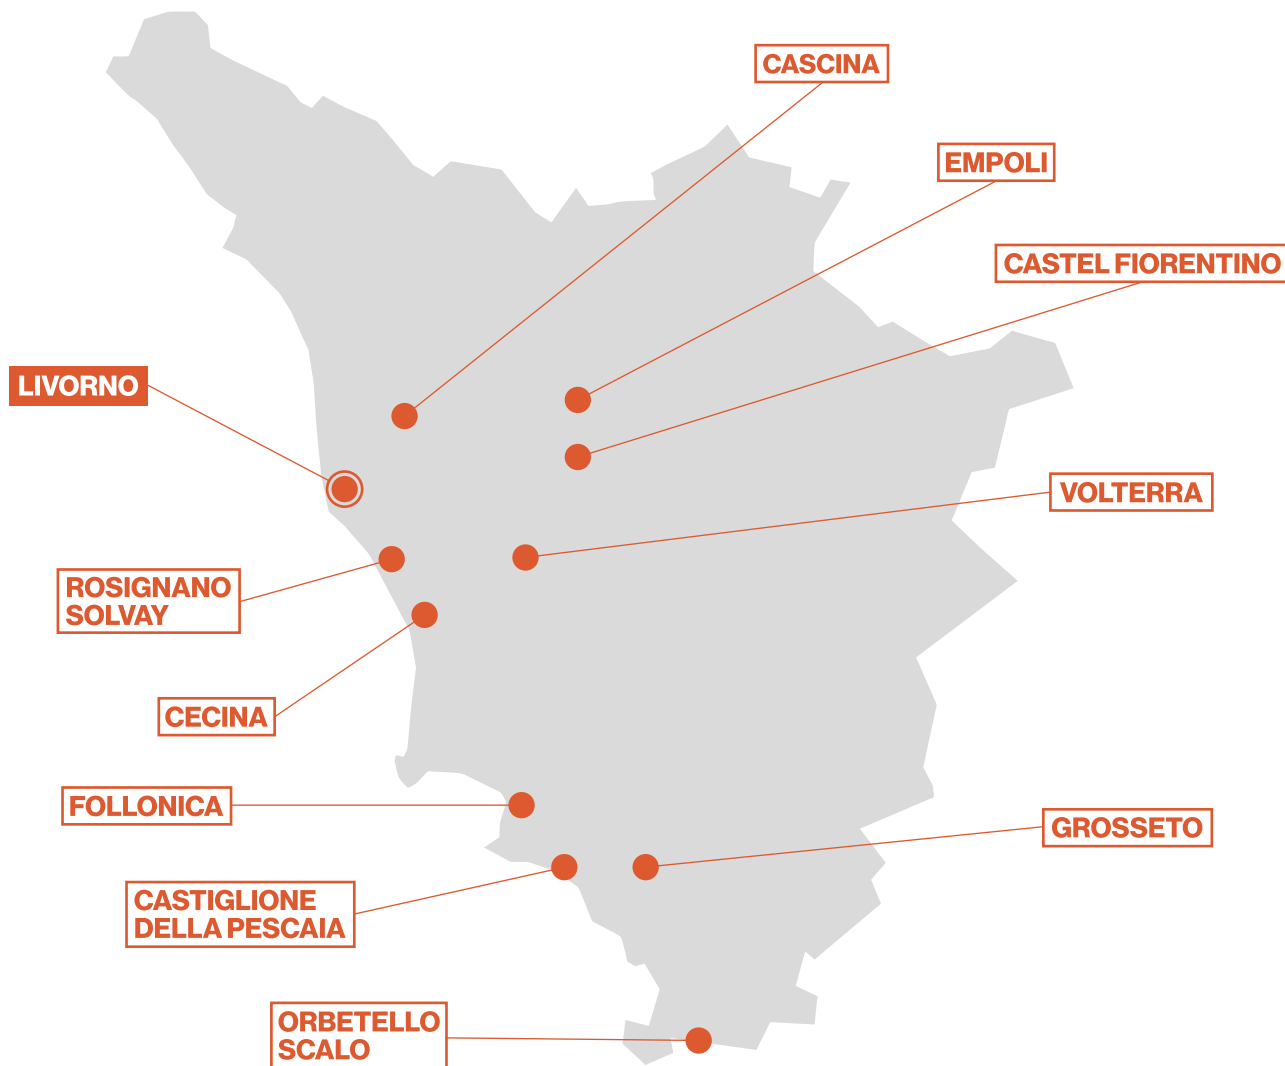 CASCINA
EMPOLI
CASTEL FIORENTINO
LIVORNO
VOLTERRA
ROSIGNANO
SOLVAY
CECINA
FOLLONICA
GROSSETO
CASTIGLIONE
DELLA PESCAIA
ORBETELLO
SCALO